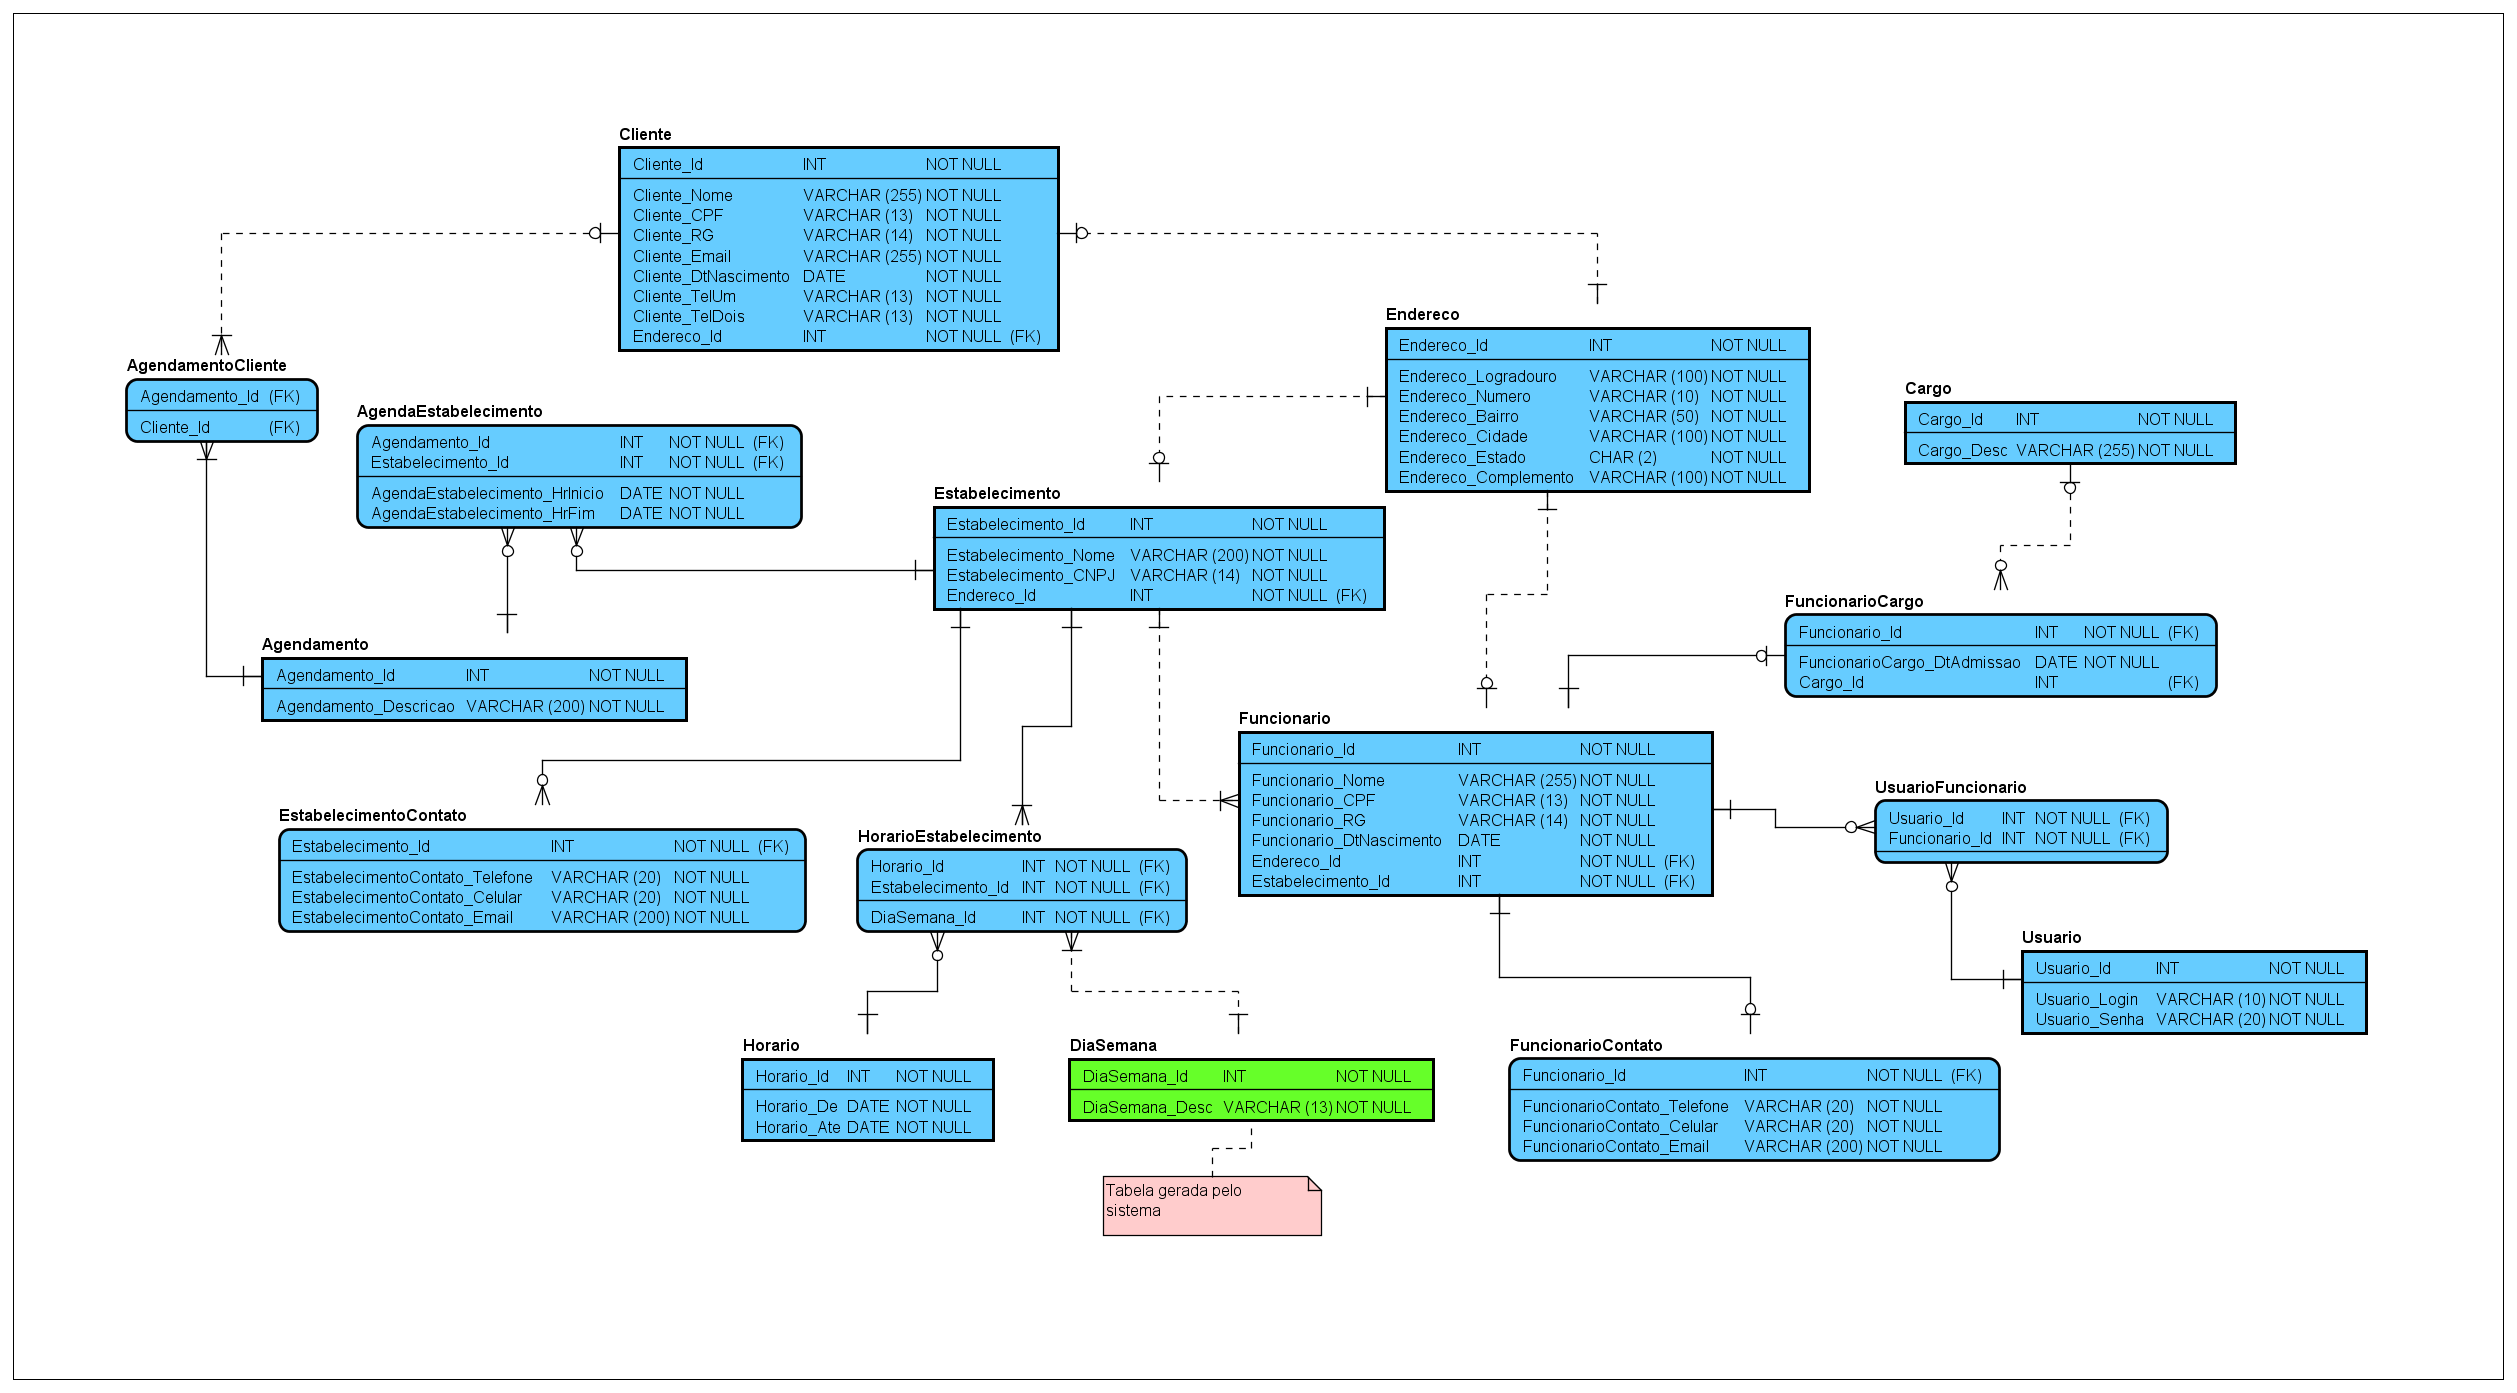 Cliente
Cliente_Id INT NOT NULL
Cliente_Nome VARCHAR (255) NOT NULL
Cliente_CPF VARCHAR (13) NOT NULL
Cliente_RG VARCHAR (14) NOT NULL
Cliente_Email VARCHAR (255) NOT NULL
Cliente_DtNascimento DATE NOT NULL
Cliente_TelUm VARCHAR (13) NOT NULL
Cliente_TelDois VARCHAR (13) NOT NULL
Endereco_Id INT NOT NULL (FK)
Endereco
Endereco_Id INT NOT NULL
Endereco_Logradouro VARCHAR (100) NOT NULL
Endereco_Numero VARCHAR (10) NOT NULL
Endereco_Bairro VARCHAR (50) NOT NULL
Endereco_Cidade VARCHAR (100) NOT NULL
Endereco_Estado CHAR (2) NOT NULL
Endereco_Complemento VARCHAR (100) NOT NULL
AgendamentoCliente
Agendamento_Id (FK)
Cliente_Id (FK)
Cargo
Cargo_Id INT NOT NULL
Cargo_Desc VARCHAR (255) NOT NULL
AgendaEstabelecimento
Agendamento_Id INT NOT NULL (FK)
Estabelecimento_Id INT NOT NULL (FK)
AgendaEstabelecimento_HrInicio DATE NOT NULL
AgendaEstabelecimento_HrFim DATE NOT NULL
Estabelecimento
Estabelecimento_Id INT NOT NULL
Estabelecimento_Nome VARCHAR (200) NOT NULL
Estabelecimento_CNPJ VARCHAR (14) NOT NULL
Endereco_Id INT NOT NULL (FK)
FuncionarioCargo
Funcionario_Id INT NOT NULL (FK)
FuncionarioCargo_DtAdmissao DATE NOT NULL
Cargo_Id INT (FK)
Agendamento
Agendamento_Id INT NOT NULL
Agendamento_Descricao VARCHAR (200) NOT NULL
Funcionario
Funcionario_Id INT NOT NULL
Funcionario_Nome VARCHAR (255) NOT NULL
Funcionario_CPF VARCHAR (13) NOT NULL
Funcionario_RG VARCHAR (14) NOT NULL
Funcionario_DtNascimento DATE NOT NULL
Endereco_Id INT NOT NULL (FK)
Estabelecimento_Id INT NOT NULL (FK)
UsuarioFuncionario
Usuario_Id INT NOT NULL (FK)
Funcionario_Id INT NOT NULL (FK)
EstabelecimentoContato
Estabelecimento_Id INT NOT NULL (FK)
EstabelecimentoContato_Telefone VARCHAR (20) NOT NULL
EstabelecimentoContato_Celular VARCHAR (20) NOT NULL
EstabelecimentoContato_Email VARCHAR (200) NOT NULL
HorarioEstabelecimento
Horario_Id INT NOT NULL (FK)
Estabelecimento_Id INT NOT NULL (FK)
DiaSemana_Id INT NOT NULL (FK)
Usuario
Usuario_Id INT NOT NULL
Usuario_Login VARCHAR (10) NOT NULL
Usuario_Senha VARCHAR (20) NOT NULL
Horario
Horario_Id INT NOT NULL
Horario_De DATE NOT NULL
Horario_Ate DATE NOT NULL
DiaSemana
DiaSemana_Id INT NOT NULL
DiaSemana_Desc VARCHAR (13) NOT NULL
FuncionarioContato
Funcionario_Id INT NOT NULL (FK)
FuncionarioContato_Telefone VARCHAR (20) NOT NULL
FuncionarioContato_Celular VARCHAR (20) NOT NULL
FuncionarioContato_Email VARCHAR (200) NOT NULL
Tabela gerada pelo
sistema